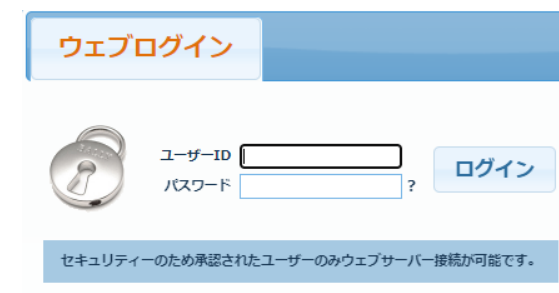 ウェブログイン
ユーザーID
パスワード ?
ログイン
セキュリティーのため承認されたユーザーのみウェブサーバー接続が可能です。